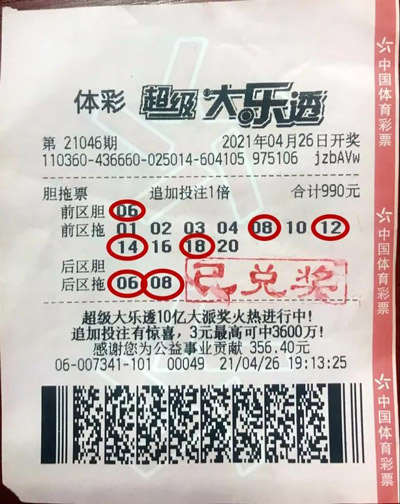 体彩 超级大乐透
第 21046期 2021年04月26日开奖
110360-436660-025014-604105 975106 jzbAVw
胆拖票 追加投注1倍 合计990元
前区胆 06
前区拖 01 02 03 04 08 10 12
14 16 18 20
后区胆
后区拖 06 08
已兑奖
超级大乐透10亿大派奖火热进行中!
追加投注有惊喜,3元最高可中3600万!
感谢您为公益事业贡献 356.40元
06-007341-101 00049 21/04/26 19:13:25
中国体育彩票
中国体育彩票
中国体育彩票